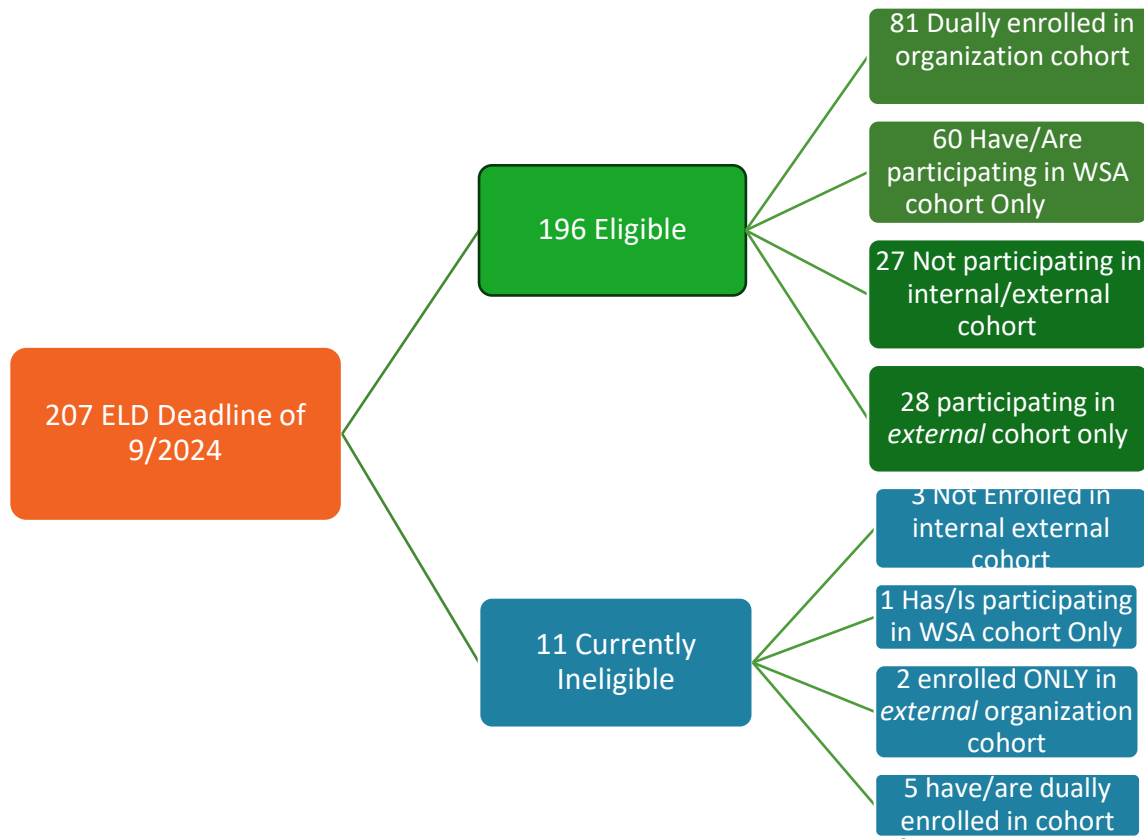 81 Dually enrolled in
organization cohort
60 Have/Are
participating in WSA
cohort Only
196 Eligible
27 Not participating in
internal/external
cohort
207 ELD Deadline of
9/2024
28 participating in
external cohort only
3 Not Enrolled in
internal external
cohort
1 Has/Is participating
in WSA cohort Only
11 Currently
Ineligible
2 enrolled ONLY in
external organization
cohort
5 have/are dually
enrolled in cohort